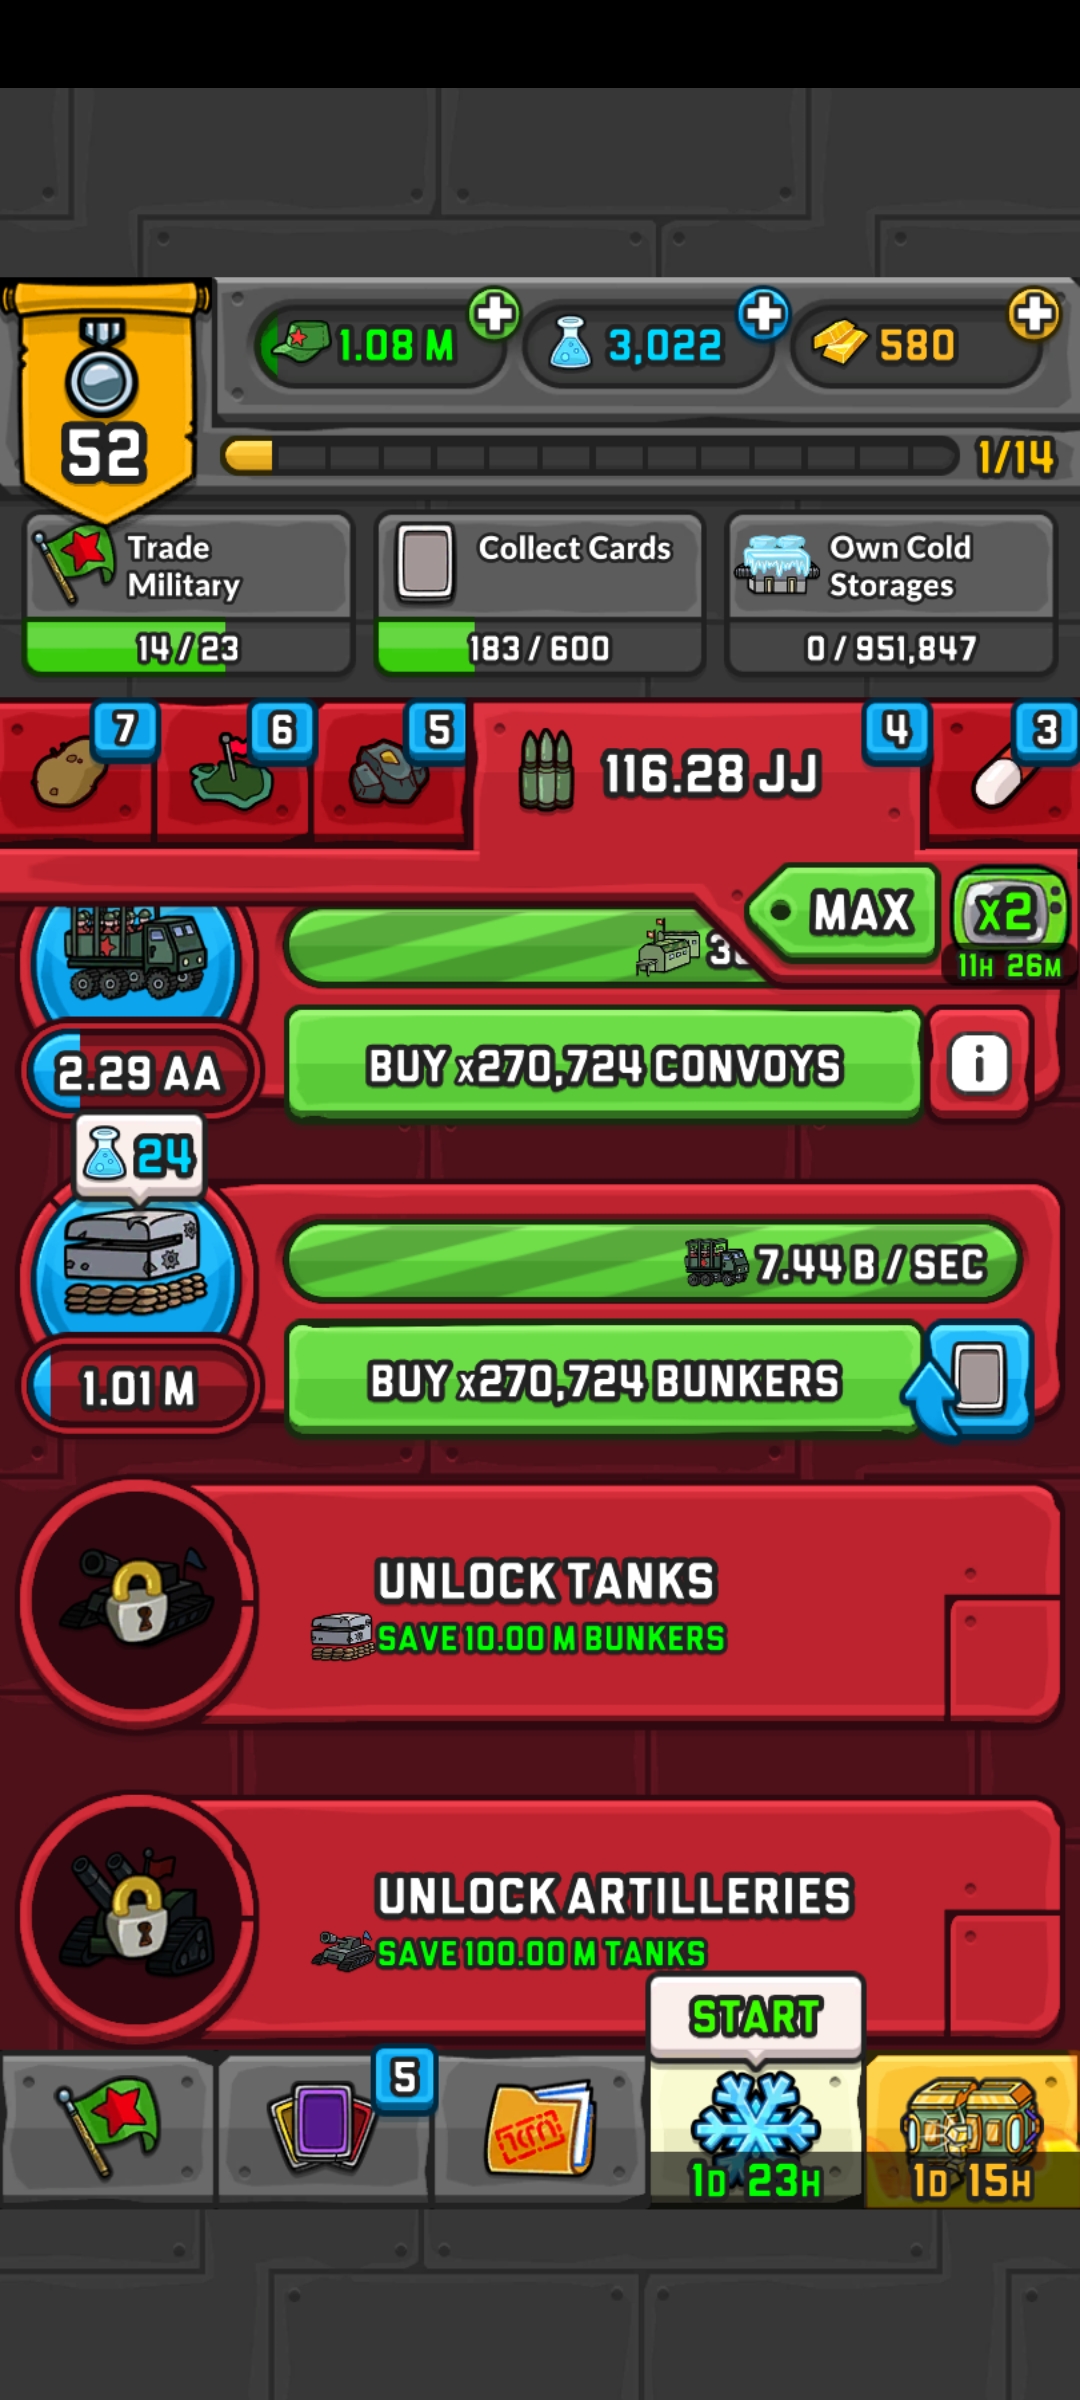 1.08 M
3,022
580
52
1/14
Trade
Military
14 / 23
Collect Cards
183 / 600
Own Cold
Storages
0 / 951,847
7
6
5
116.28 JJ
4
3
MAX
x2
11H 26M
2.29 AA
BUY x270,724 CONVOYS
i
24
7.44 B / SEC
1.01 M
BUY x270,724 BUNKERS
UNLOCK TANKS
SAVE 10.00 M BUNKERS
UNLOCK ARTILLERIES
SAVE 100.00 M TANKS
START
5
1D 23H
1D 15H